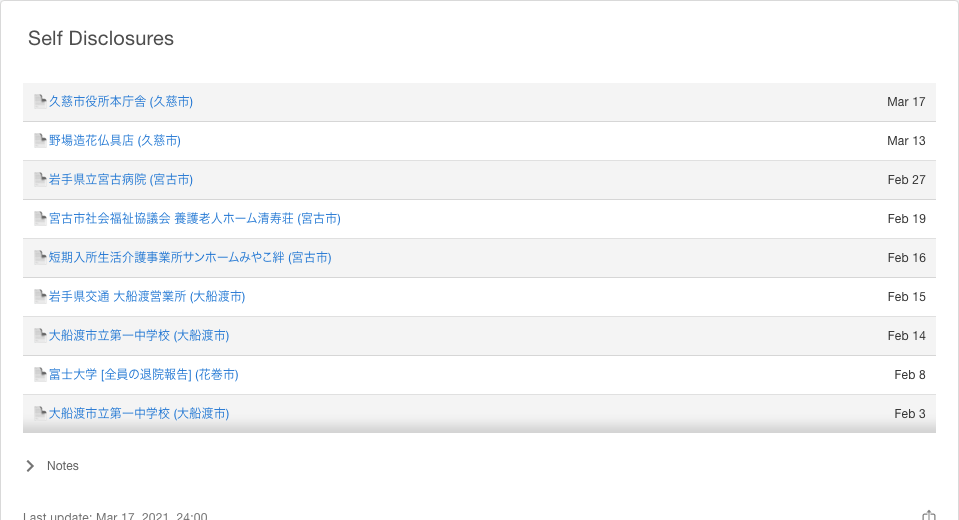 Self Disclosures
久慈市役所本庁舎 (久慈市) Mar 17
野場造花仏具店 (久慈市) Mar 13
岩手県立宮古病院 (宮古市) Feb 27
宮古市社会福祉協議会 養護老人ホーム清寿荘 (宮古市) Feb 19
短期入所生活介護事業所サンホームみやこ絆 (宮古市) Feb 16
岩手県交通 大船渡営業所 (大船渡市) Feb 15
大船渡市立第一中学校 (大船渡市) Feb 14
富士大学 [全員の退院報告] (花巻市) Feb 8
大船渡市立第一中学校 (大船渡市) Feb 3
Notes
Last update: Mar 17, 2021, 24:00